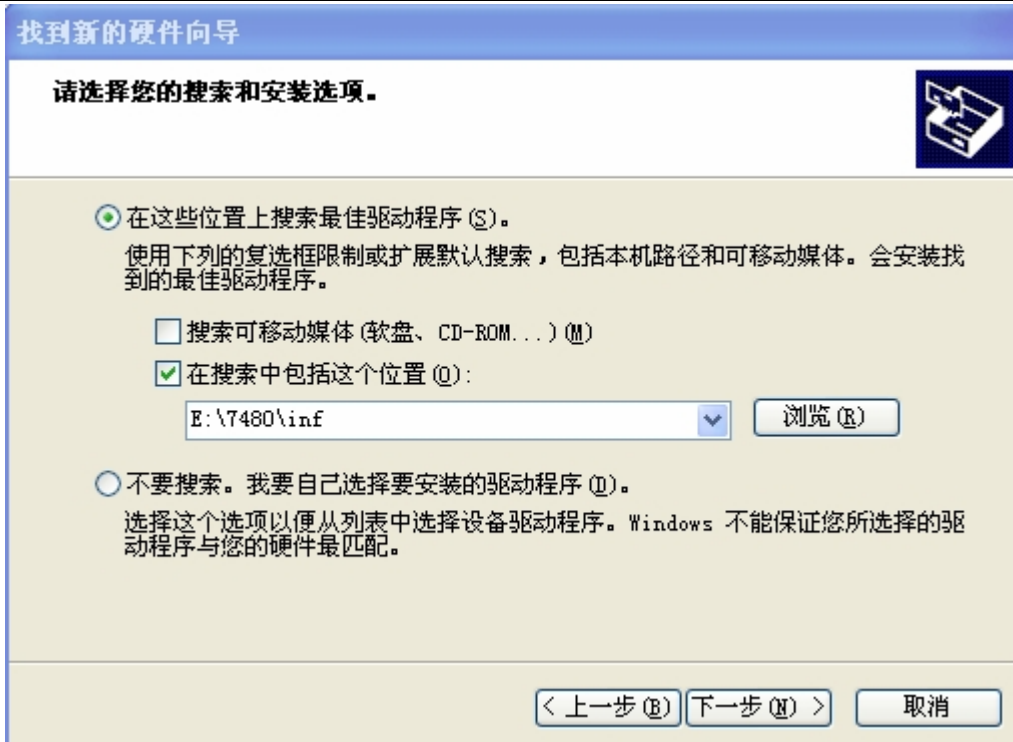 找到新的硬件向导
请选择您的搜索和安装选项。
在这些位置上搜索最佳驱动程序(S)。
使用下列的复选框限制或扩展默认搜索，包括本机路径和可移动媒体。会安装找
到的最佳驱动程序。
搜索可移动媒体(软盘、CD-ROM...)(M)
在搜索中包括这个位置(O):
E:\7480\inf
浏览(R)
不要搜索。我要自己选择要安装的驱动程序(D)。
选择这个选项以便从列表中选择设备驱动程序。Windows 不能保证您所选择的驱
动程序与您的硬件最匹配。
< 上一步(B) 下一步(N) > 取消